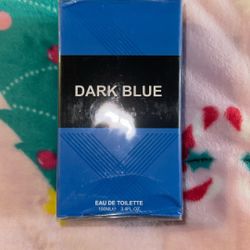 DARK BLUE
EAU DE TOILETTE
100ML℮ 3.4FL.OZ